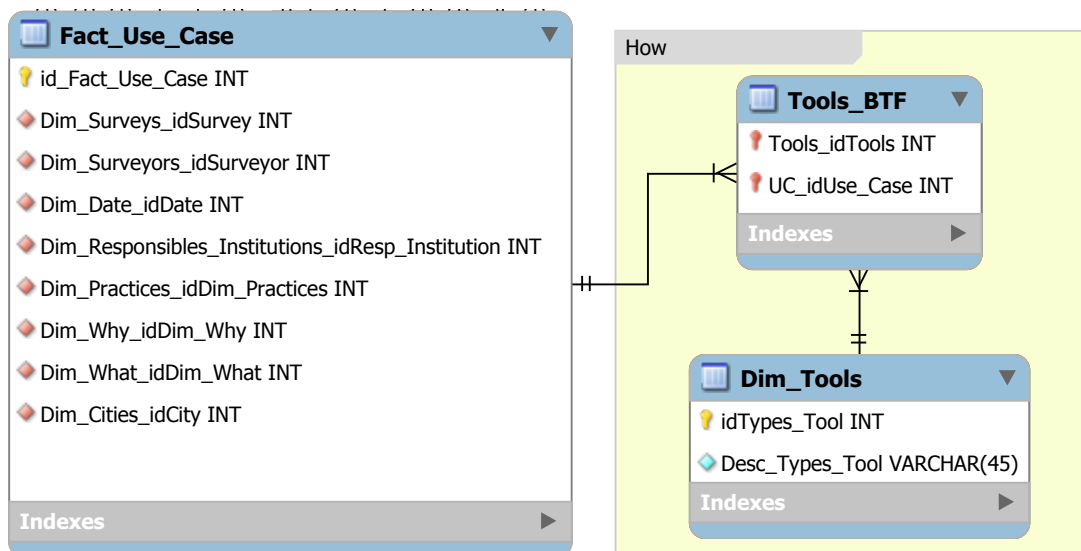 Fact_Use_Case
id_Fact_Use_Case INT
Dim_Surveys_idSurvey INT
Dim_Surveyors_idSurveyor INT
Dim_Date_idDate INT
Dim_Responsibles_Institutions_idResp_Institution INT
Dim_Practices_idDim_Practices INT
Dim_Why_idDim_Why INT
Dim_What_idDim_What INT
Dim_Cities_idCity INT
Indexes
How
Tools_BTF
Tools_idTools INT
UC_idUse_Case INT
Indexes
Dim_Tools
idTypes_Tool INT
Desc_Types_Tool VARCHAR(45)
Indexes